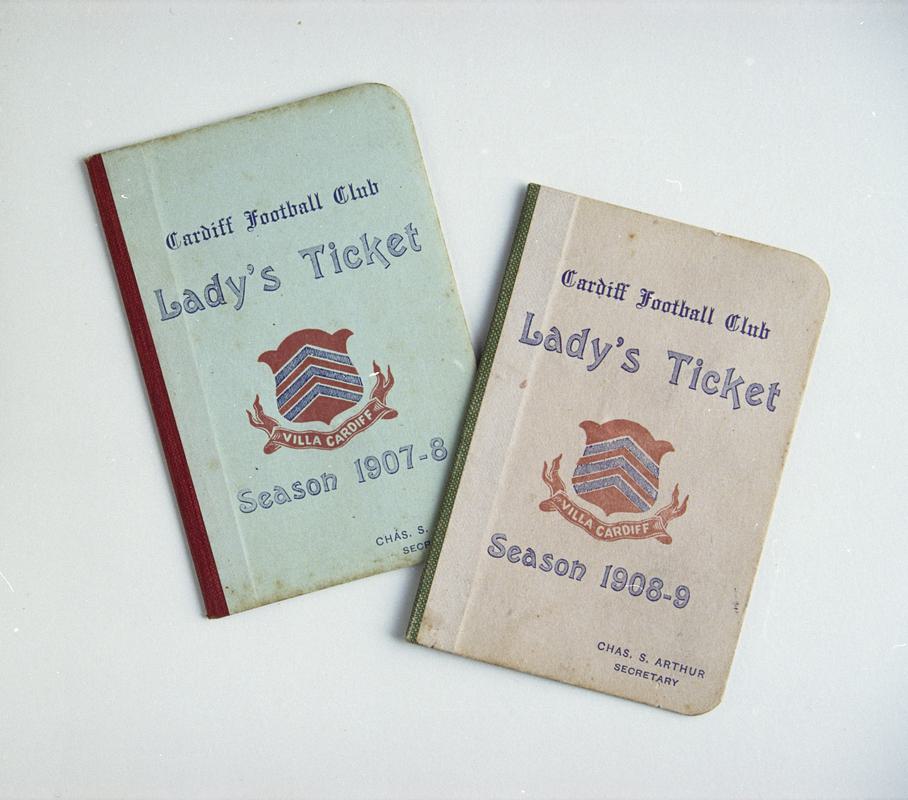 Cardiff Football Club
Lady's Ticket
VILLA CARDIFF
Season 1907-8
CHAS. S.
Cardiff Football Club
Lady's Ticket
VILLA CARDIFF
Season 1908-9
CHAS. S. ARTHUR
SECRETARY